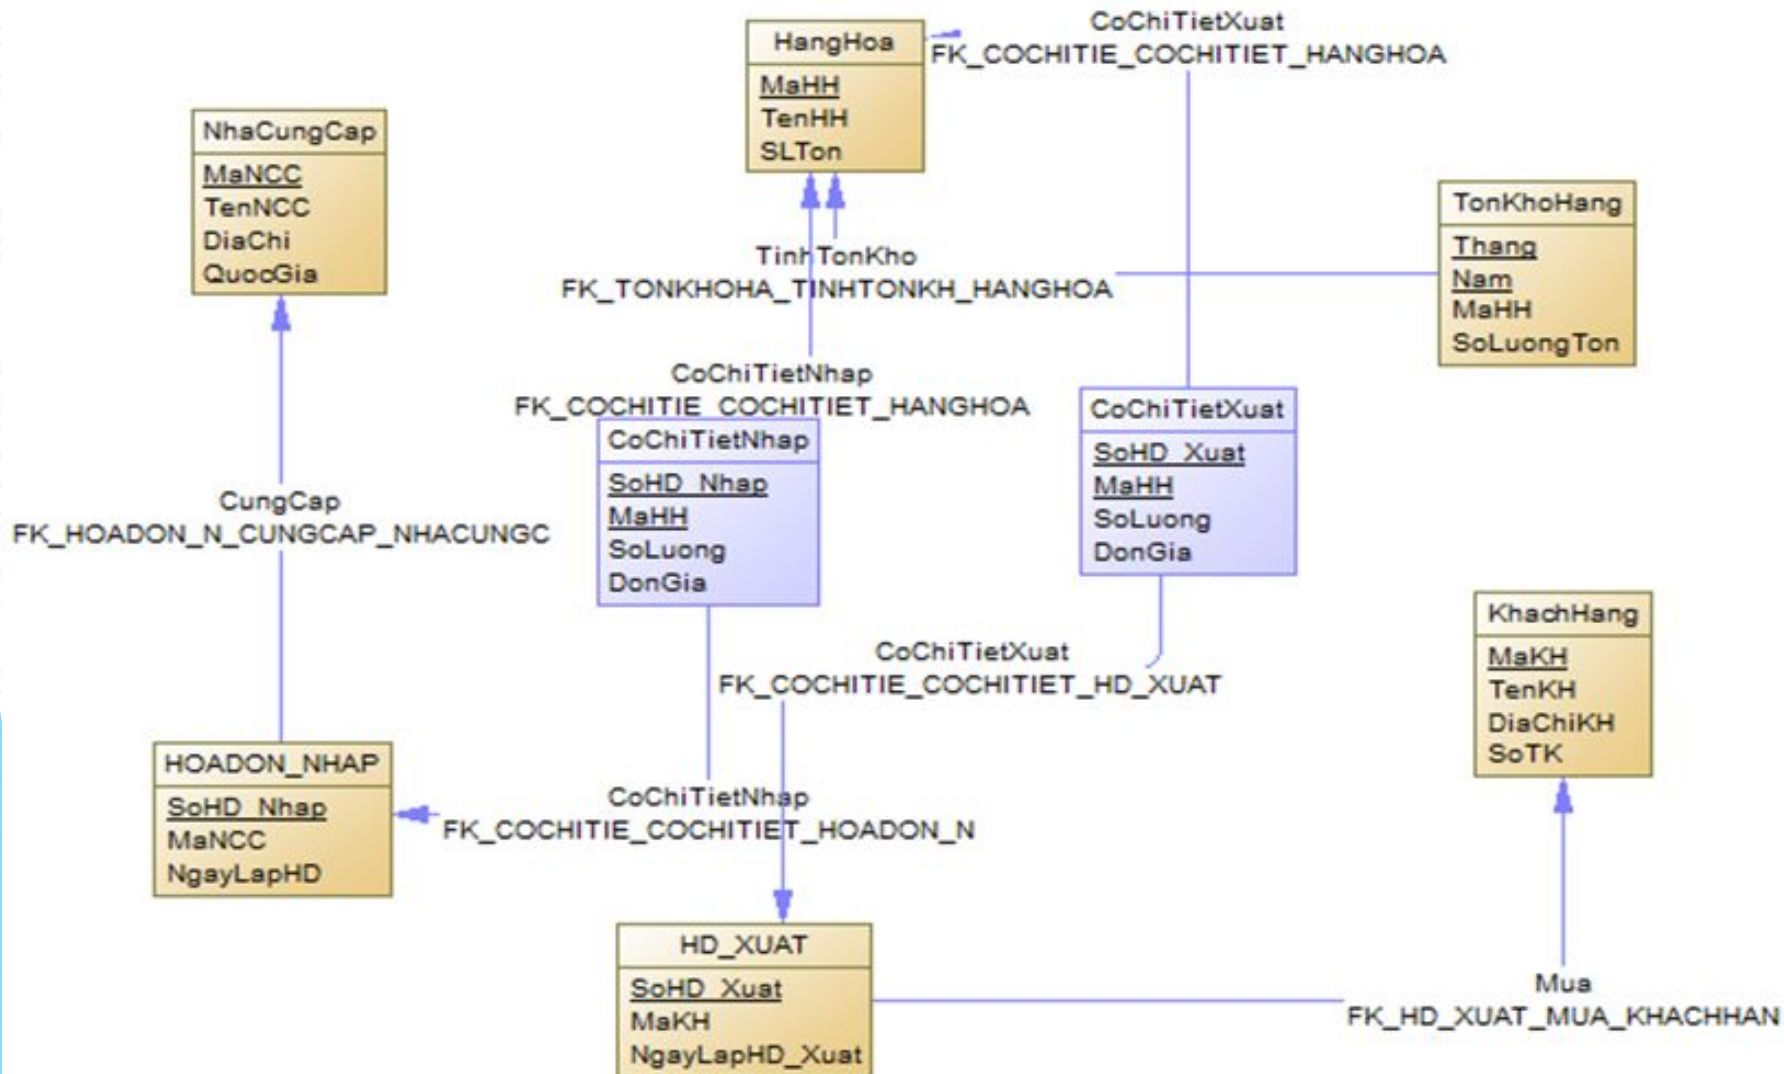 CoChiTietXuat
FK_COCHITIE_COCHITIET_HANGHOA
HangHoa
MaHH
TenHH
SLTon
NhaCungCap
MaNCC
TenNCC
DiaChi
QuocGia
TonKhoHang
Thang
Nam
MaHH
SoLuongTon
TinhTonKho
FK_TONKHOHA_TINHTONKH_HANGHOA
CoChiTietNhap
FK_COCHITIE_COCHITIET_HANGHOA
CoChiTietNhap
SoHD_Nhap
MaHH
SoLuong
DonGia
CoChiTietXuat
SoHD_Xuat
MaHH
SoLuong
DonGia
CungCap
FK_HOADON_N_CUNGCAP_NHACUNGC
KhachHang
MaKH
TenKH
DiaChiKH
SoTK
CoChiTietXuat
FK_COCHITIE_COCHITIET_HD_XUAT
HOADON_NHAP
SoHD_Nhap
MaNCC
NgayLapHD
CoChiTietNhap
FK_COCHITIE_COCHITIET_HOADON_N
HD_XUAT
SoHD_Xuat
MaKH
NgayLapHD_Xuat
Mua
FK_HD_XUAT_MUA_KHACHHAN